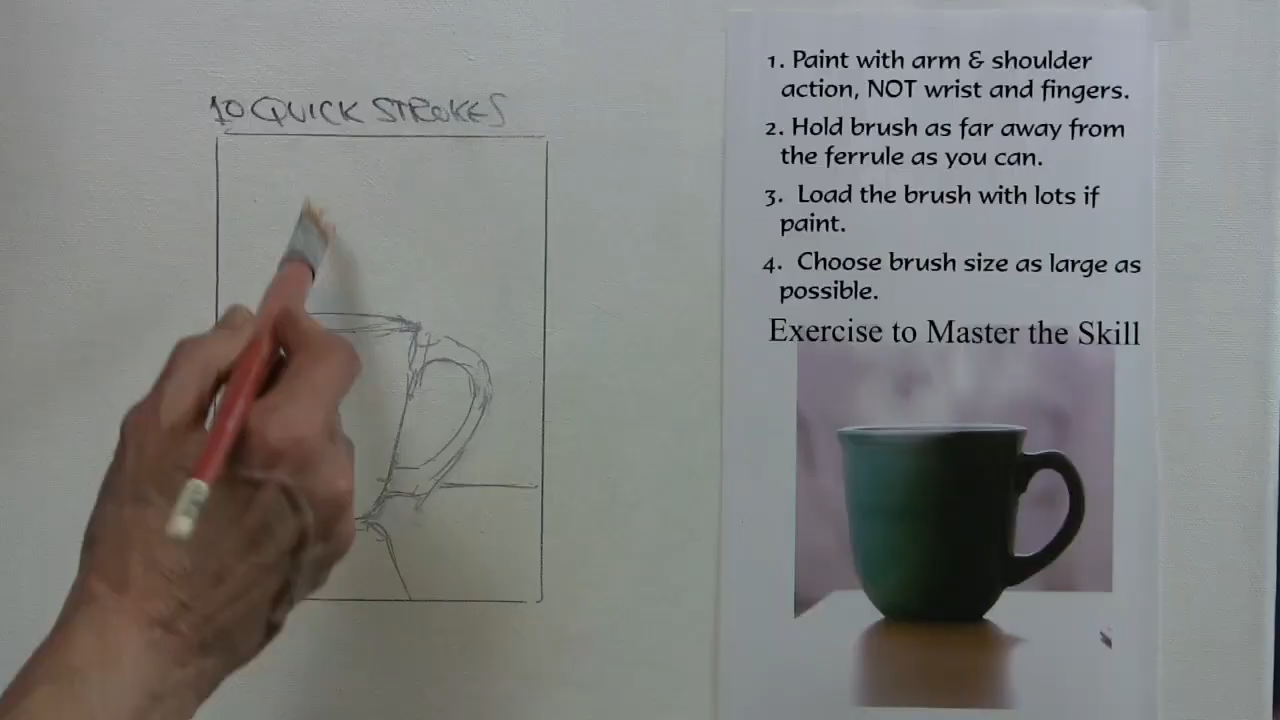 10 QUICK STROKES
1. Paint with arm & shoulder
action, NOT wrist and fingers.
2. Hold brush as far away from
the ferrule as you can.
3. Load the brush with lots if
paint.
4. Choose brush size as large as
possible.
Exercise to Master the Skill